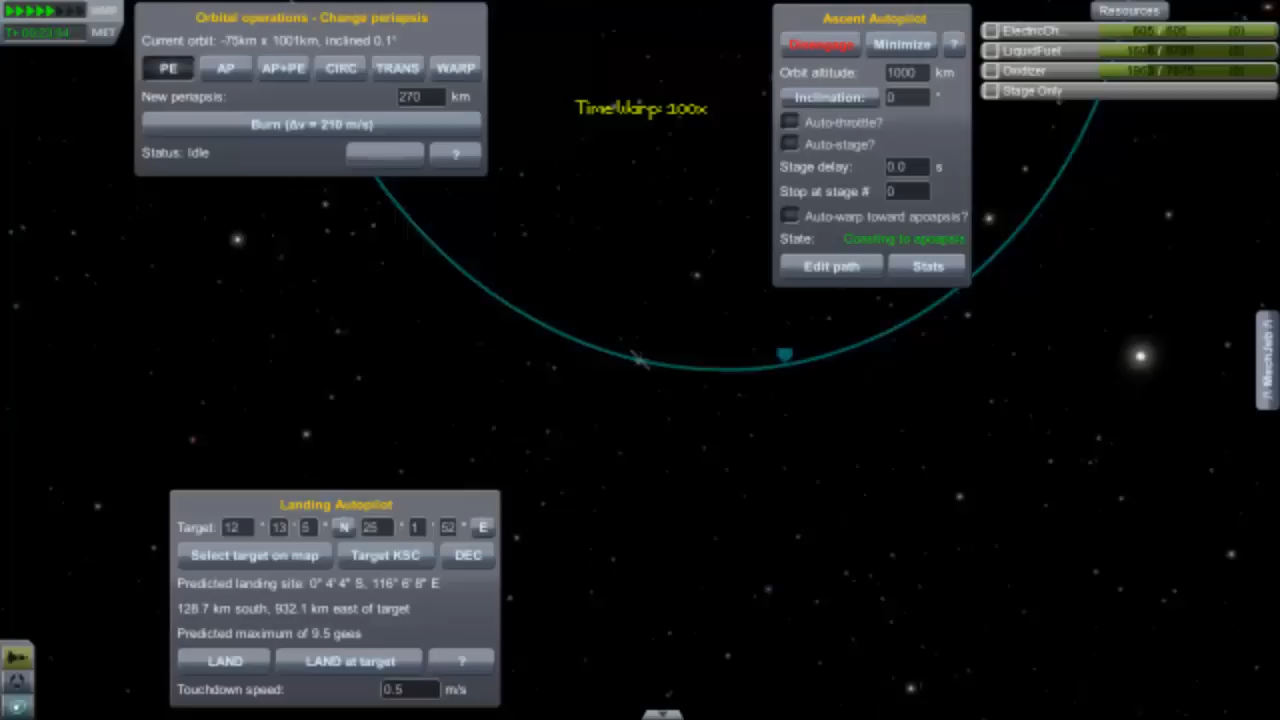 WARP
MET
Orbital operations - Change periapsis
Current orbit: -75km x 1001km, inclined 0.1°
PE AP AP+PE CIRC TRANS WARP
New periapsis: 270 km
Burn (Δv = 210 m/s)
Status: Idle
?
TimeWarp: 100x
Ascent Autopilot
Disengage Minimize ?
Orbit altitude: 1000 km
Inclination: 0 °
Auto-throttle?
Auto-stage?
Stage delay: 0.0 s
Stop at stage # 0
Auto-warp toward apoapsis?
State: Coasting to apoapsis
Edit path Stats
Resources
ElectricCh...
LiquidFuel
Oxidizer
Stage Only
MechJeb
Landing Autopilot
Target: 12 ° 13 ' 5 " N 25 ° 1 ' 52 " E
Select target on map Target KSC DEC
Predicted landing site: 0° 4' 4" S, 116° 6' 8" E
128.7 km south, 932.1 km east of target
Predicted maximum of 9.5 gees
LAND LAND at target ?
Touchdown speed: 0.5 m/s